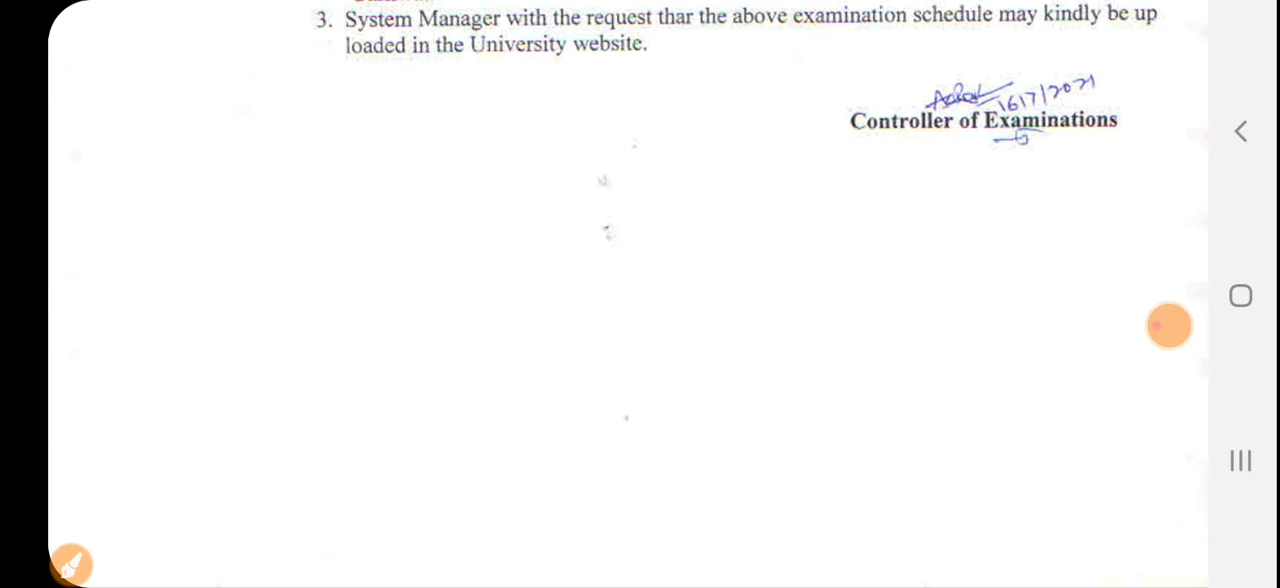 3. System Manager with the request thar the above examination schedule may kindly be up
loaded in the University website.
16/7/2021
Controller of Examinations